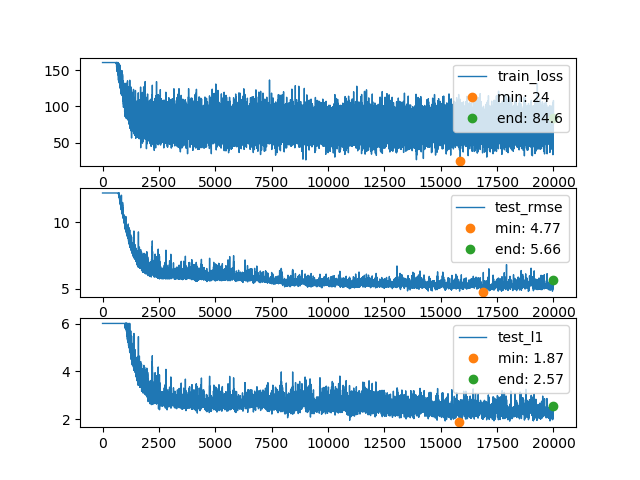 150
100
50
train_loss
min: 24
end: 84.6
0 2500 5000 7500 10000 12500 15000 17500 20000
10
5
test_rmse
min: 4.77
end: 5.66
0 2500 5000 7500 10000 12500 15000 17500 20000
6
4
2
test_l1
min: 1.87
end: 2.57
0 2500 5000 7500 10000 12500 15000 17500 20000